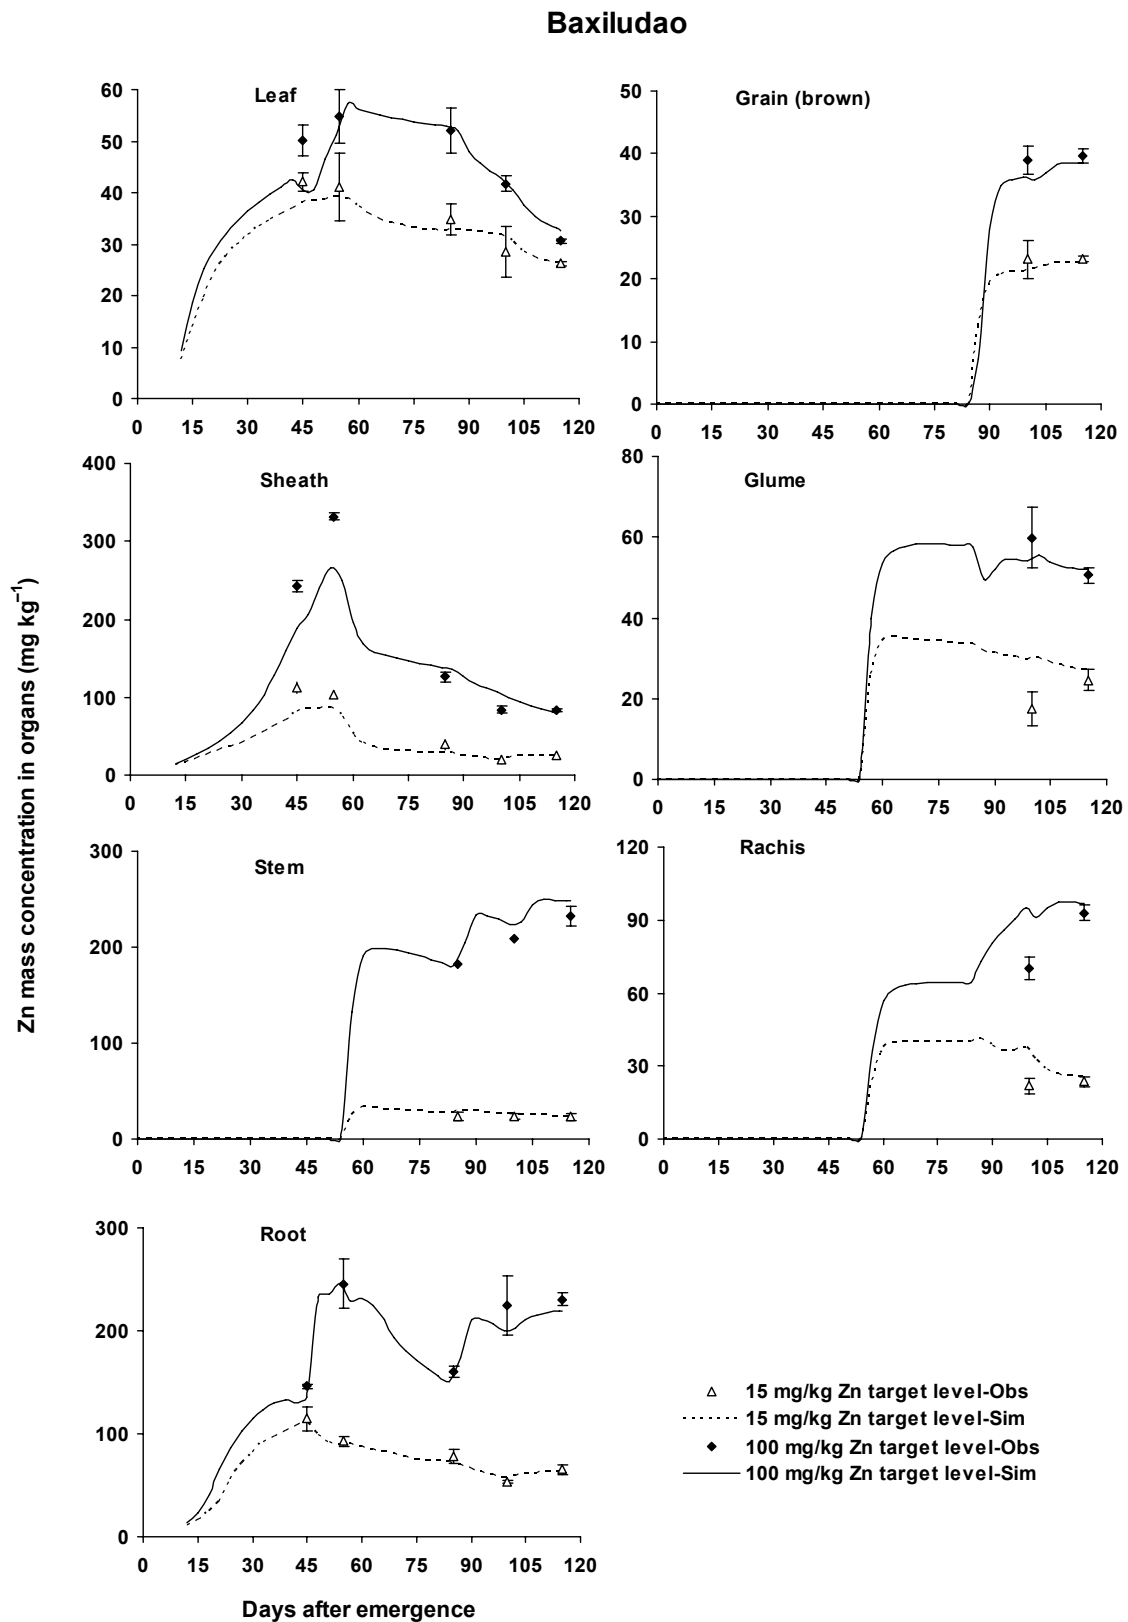 Baxiludao
Leaf
60
50
40
30
20
10
0
0 15 30 45 60 75 90 105 120
Grain (brown)
50
40
30
20
10
0
0 15 30 45 60 75 90 105 120
Sheath
400
300
200
100
0
0 15 30 45 60 75 90 105 120
Glume
80
60
40
20
0
0 15 30 45 60 75 90 105 120
Zn mass concentration in organs (mg kg⁻¹)
Stem
300
200
100
0
0 15 30 45 60 75 90 105 120
Rachis
120
90
60
30
0
0 15 30 45 60 75 90 105 120
Root
300
200
100
0
0 15 30 45 60 75 90 105 120
Days after emergence
15 mg/kg Zn target level-Obs
15 mg/kg Zn target level-Sim
100 mg/kg Zn target level-Obs
100 mg/kg Zn target level-Sim